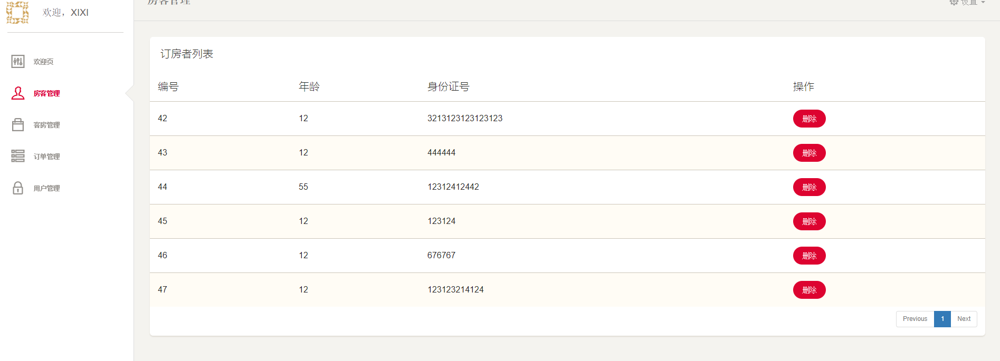 房客管理
设置
欢迎，XIXI
欢迎页
房客管理
客房管理
订单管理
用户管理
订房者列表
编号 年龄 身份证号 操作
42 12 3213123123123123 删除
43 12 444444 删除
44 55 12312412442 删除
45 12 123124 删除
46 12 676767 删除
47 12 123123214124 删除
Previous 1 Next